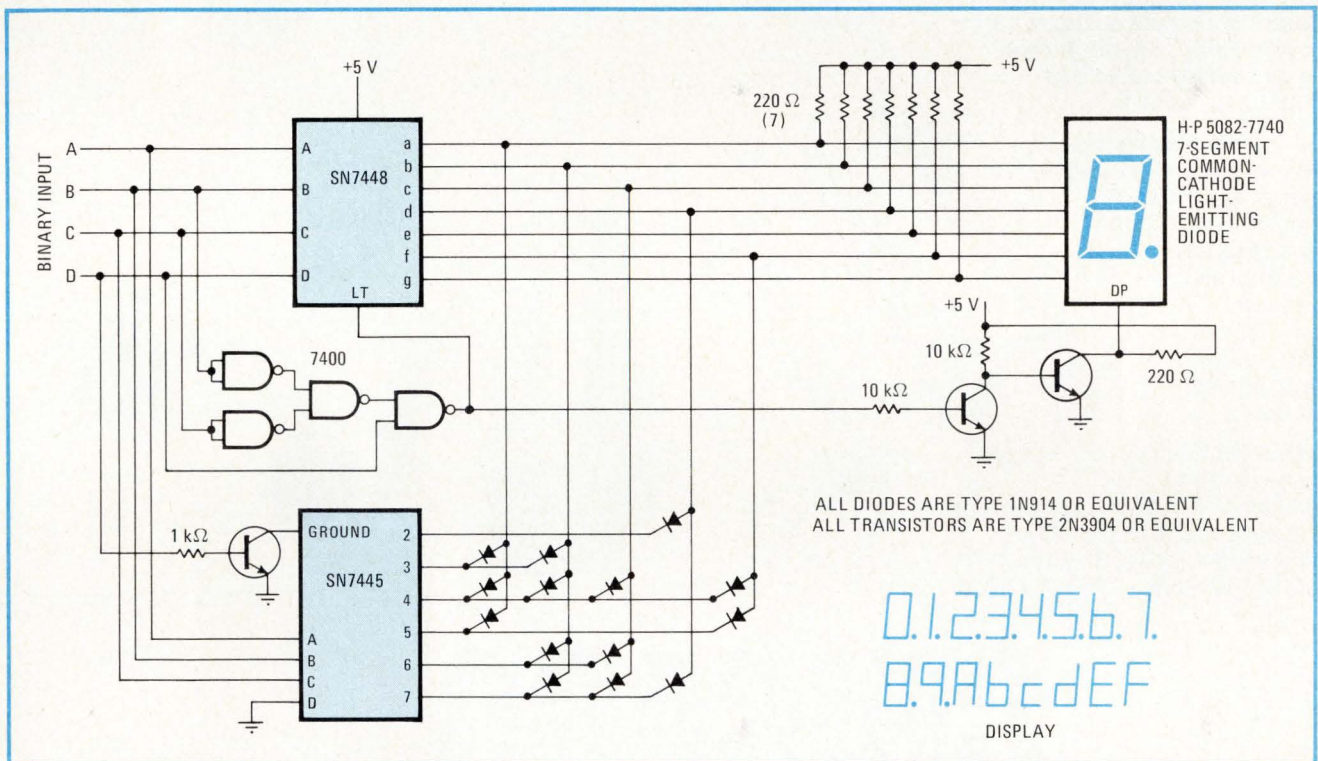 +5 V
BINARY INPUT
A
B
C
D
A
B
C
D
SN7448
LT
a
b
c
d
e
f
g
220 Ω
(7)
+5 V
H-P 5082-7740
7-SEGMENT
COMMON-
CATHODE
LIGHT-
EMITTING
DIODE
DP
7400
+5 V
10 kΩ
10 kΩ
220 Ω
1 kΩ
GROUND
SN7445
A
B
C
D
2
3
4
5
6
7
ALL DIODES ARE TYPE 1N914 OR EQUIVALENT
ALL TRANSISTORS ARE TYPE 2N3904 OR EQUIVALENT
0.1.2.3.4.5.b.7.
8.9.AbcdEF
DISPLAY